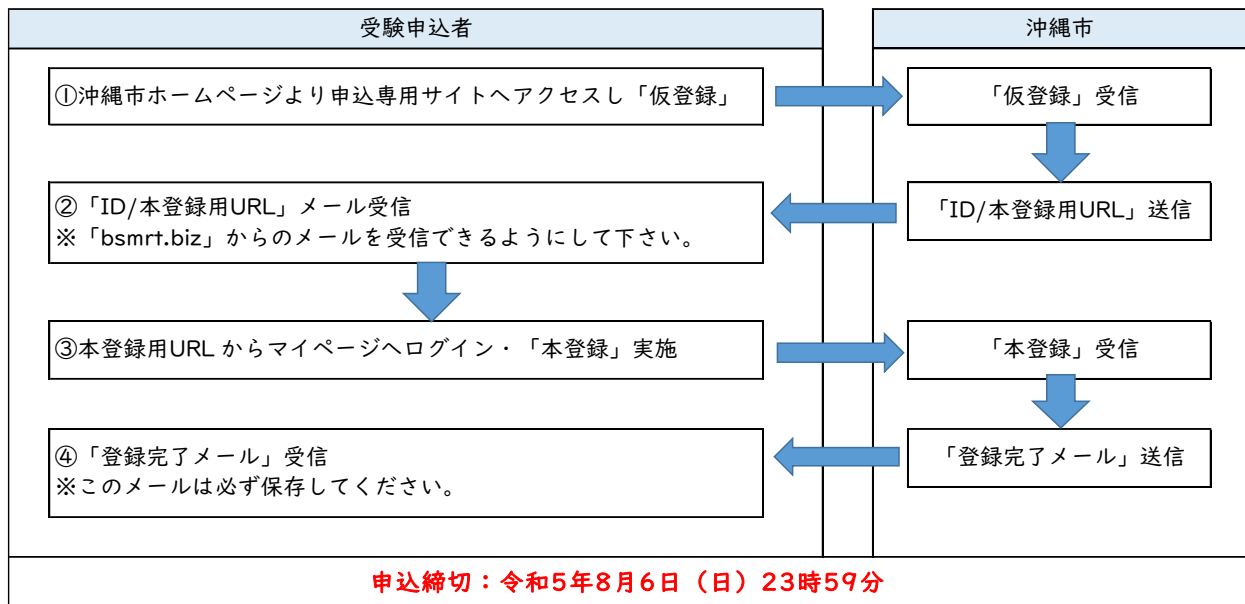 受験申込者
沖縄市
①沖縄市ホームページより申込専用サイトへアクセスし「仮登録」
「仮登録」受信
②「ID/本登録用URL」メール受信
※「bsmrt.biz」からのメールを受信できるようにして下さい。
「ID/本登録用URL」送信
③本登録用URL からマイページへログイン・「本登録」実施
「本登録」受信
④「登録完了メール」受信
※このメールは必ず保存してください。
「登録完了メール」送信
申込締切：令和5年8月6日（日）23時59分